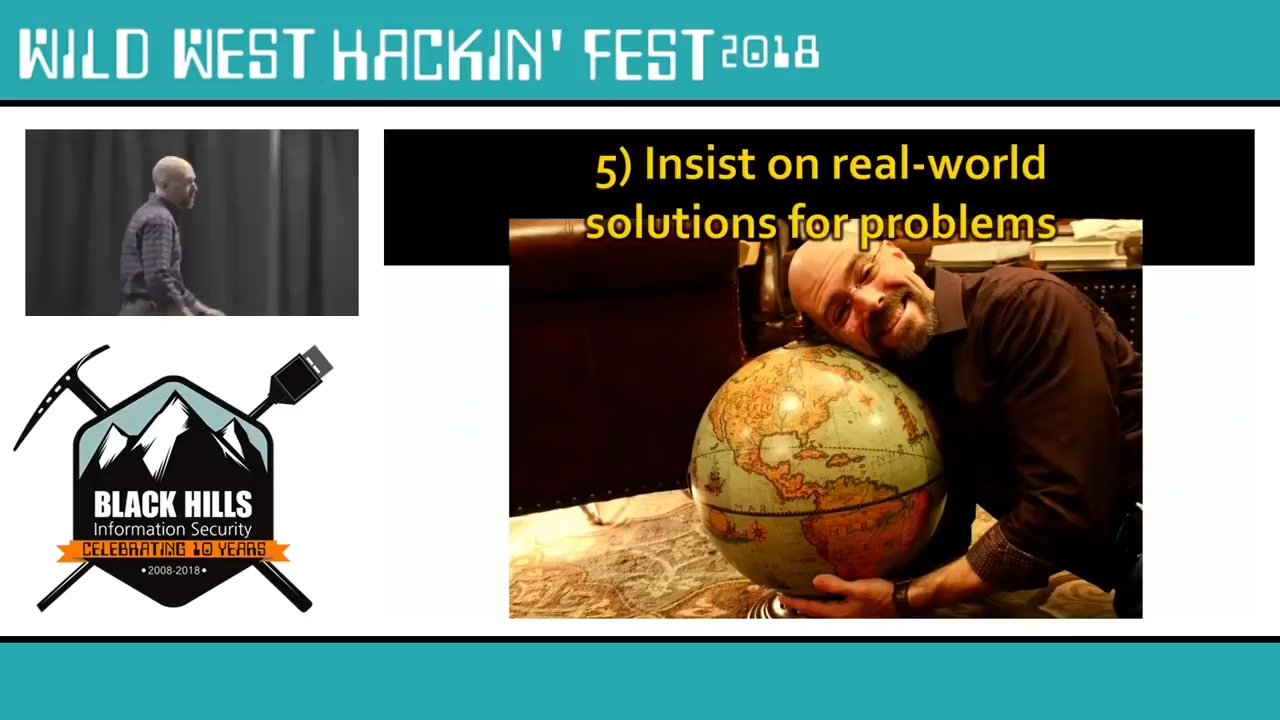 WILD WEST HACKIN' FEST 2018
5) Insist on real-world
solutions for problems
BLACK HILLS
Information Security
CELEBRATING 10 YEARS
•2008-2018•